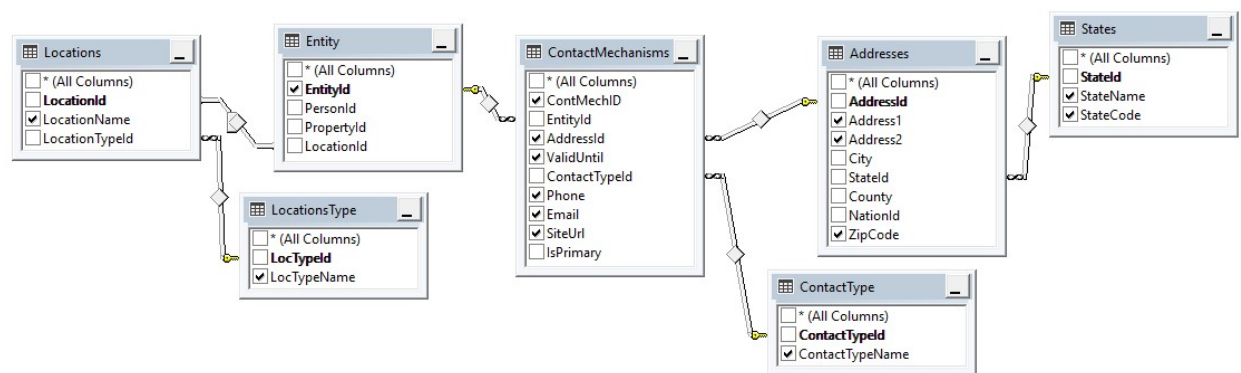 Locations
* (All Columns)
LocationId
LocationName
LocationTypeId
Entity
* (All Columns)
EntityId
PersonId
PropertyId
LocationId
LocationsType
* (All Columns)
LocTypeId
LocTypeName
ContactMechanisms
* (All Columns)
ContMechID
EntityId
AddressId
ValidUntil
ContactTypeId
Phone
Email
SiteUrl
IsPrimary
Addresses
* (All Columns)
AddressId
Address1
Address2
City
StateId
County
NationId
ZipCode
ContactType
* (All Columns)
ContactTypeId
ContactTypeName
States
* (All Columns)
StateId
StateName
StateCode